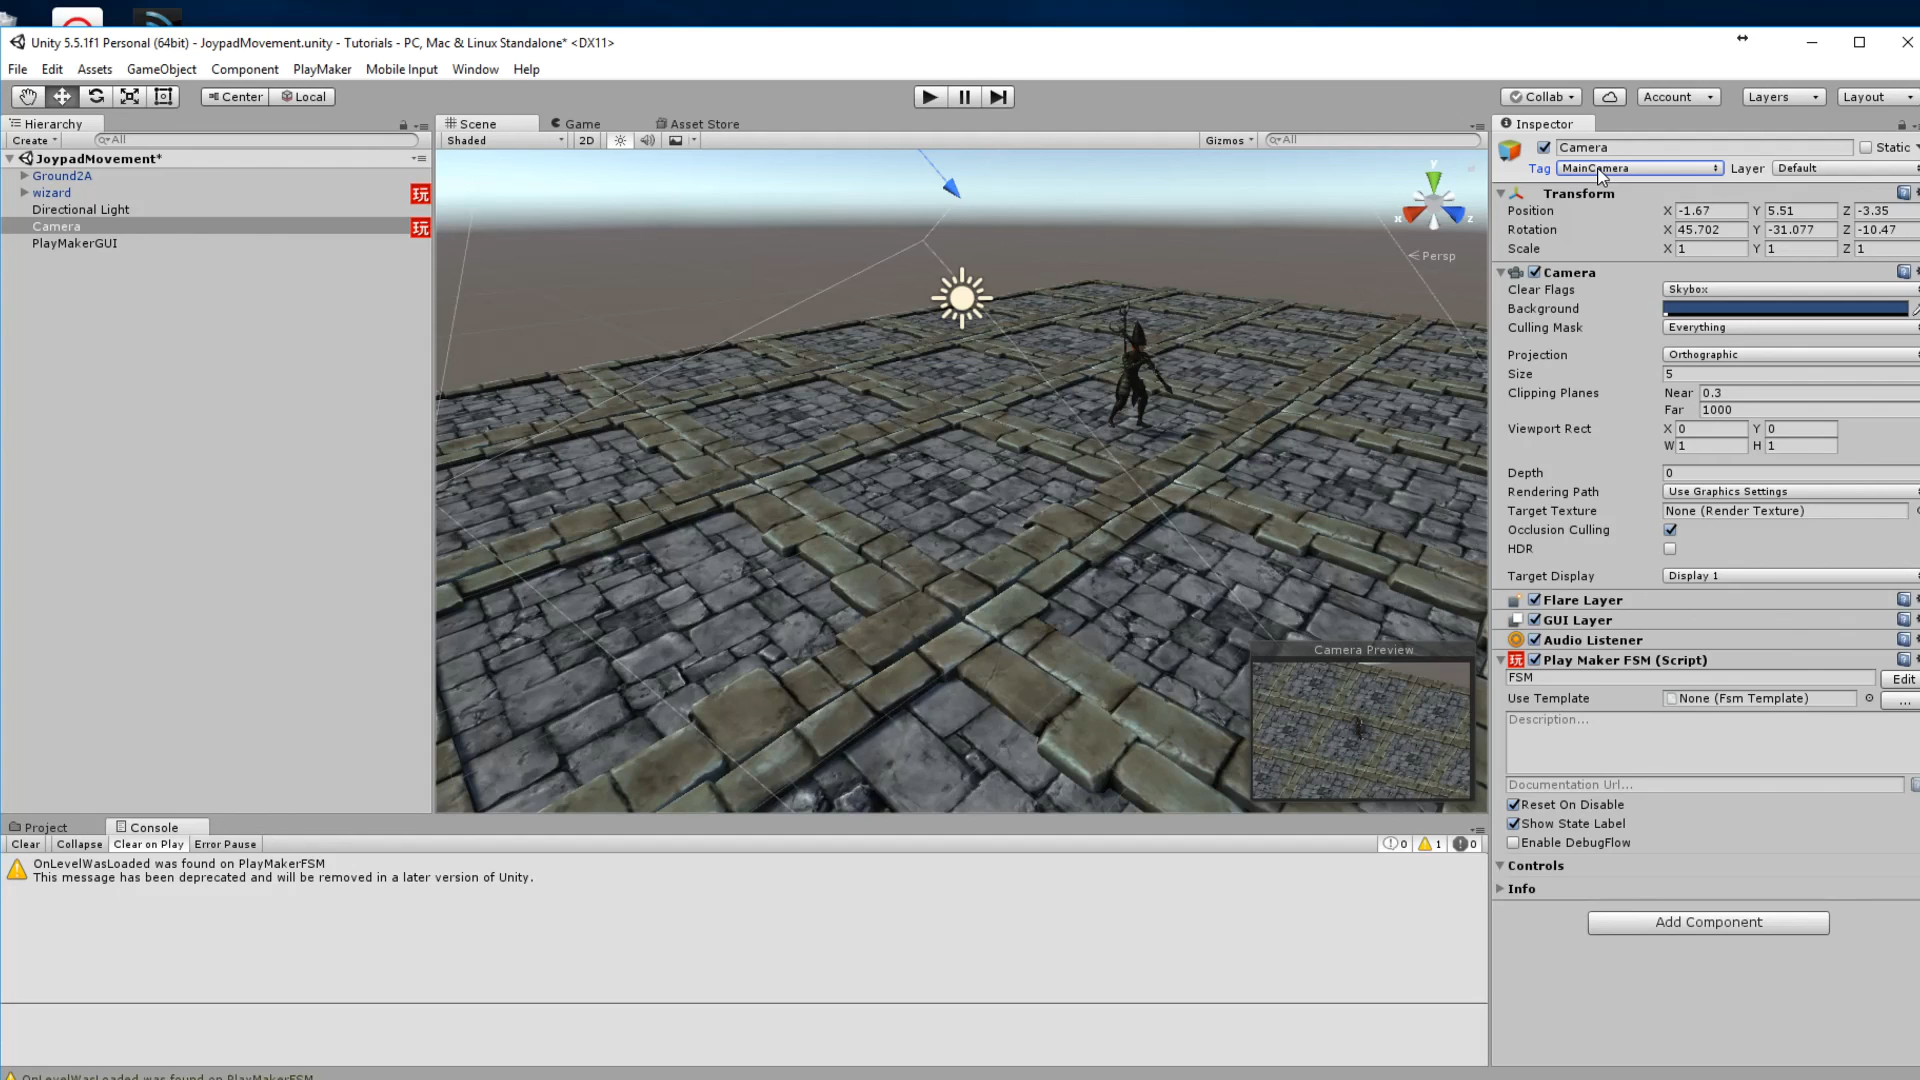 Unity 5.5.1f1 Personal (64bit) - JoypadMovement.unity - Tutorials - PC, Mac & Linux Standalone* <DX11>
File Edit Assets GameObject Component PlayMaker Mobile Input Window Help
Center Local Collab Account Layers Layout
Hierarchy
Create All
JoypadMovement*
Ground2A
wizard 玩
Directional Light
Camera 玩
PlayMakerGUI
Scene Game Asset Store
Shaded 2D Gizmos All
y
x z
Persp
Camera Preview
Inspector
Camera Static
Tag MainCamera Layer Default
Transform
Position X -1.67 Y 5.51 Z -3.35
Rotation X 45.702 Y -31.077 Z -10.47
Scale X 1 Y 1 Z 1
Camera
Clear Flags Skybox
Background
Culling Mask Everything
Projection Orthographic
Size 5
Clipping Planes Near 0.3
Far 1000
Viewport Rect X 0 Y 0
W 1 H 1
Depth 0
Rendering Path Use Graphics Settings
Target Texture None (Render Texture)
Occlusion Culling
HDR
Target Display Display 1
Flare Layer
GUI Layer
Audio Listener
玩 Play Maker FSM (Script)
FSM Edit
Use Template None (Fsm Template) ...
Description...
Documentation Url...
Reset On Disable
Show State Label
Enable DebugFlow
Controls
Info
Add Component
Project Console
Clear Collapse Clear on Play Error Pause 0 1 0
OnLevelWasLoaded was found on PlayMakerFSM
This message has been deprecated and will be removed in a later version of Unity.
OnLevelWasLoaded was found on PlayMakerFSM